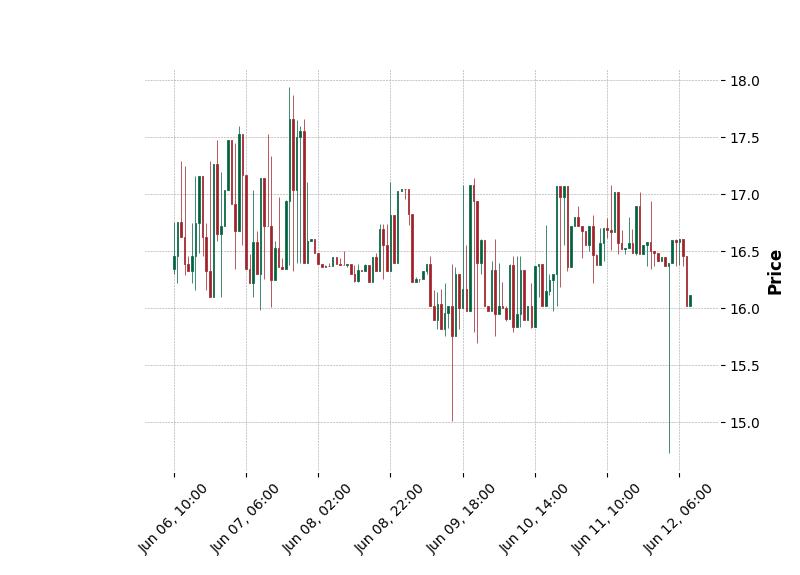 18.0
17.5
17.0
16.5
16.0
15.5
15.0
Price
Jun 06, 10:00
Jun 07, 06:00
Jun 08, 02:00
Jun 08, 22:00
Jun 09, 18:00
Jun 10, 14:00
Jun 11, 10:00
Jun 12, 06:00